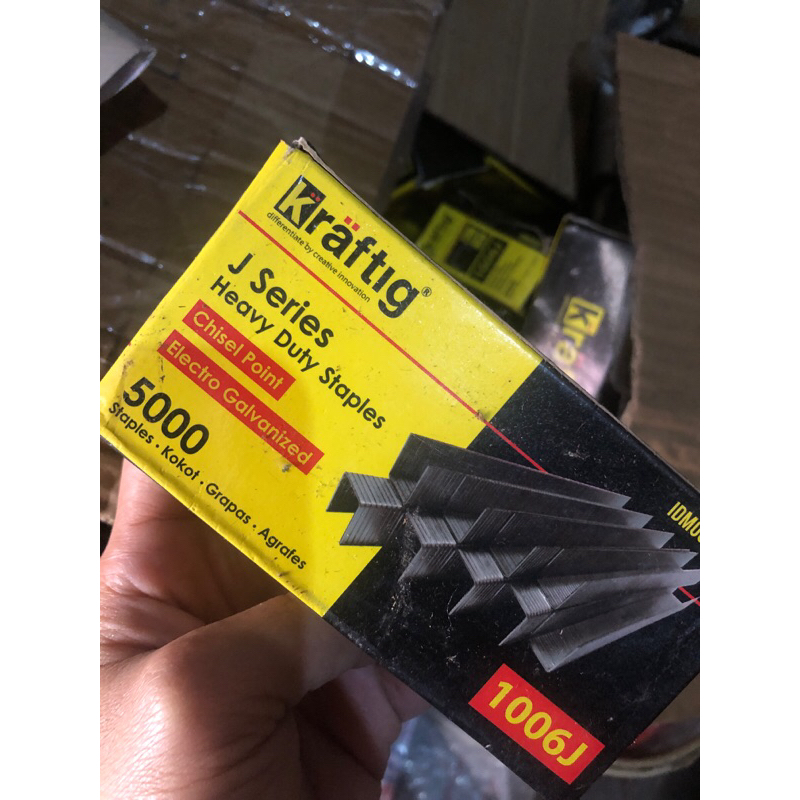 Kräftig®
differentiate by creative innovation
J Series
Heavy Duty Staples
Chisel Point
Electro Galvanized
5000
Staples . Kokot . Grapas . Agrafes
1006J
Kräftig